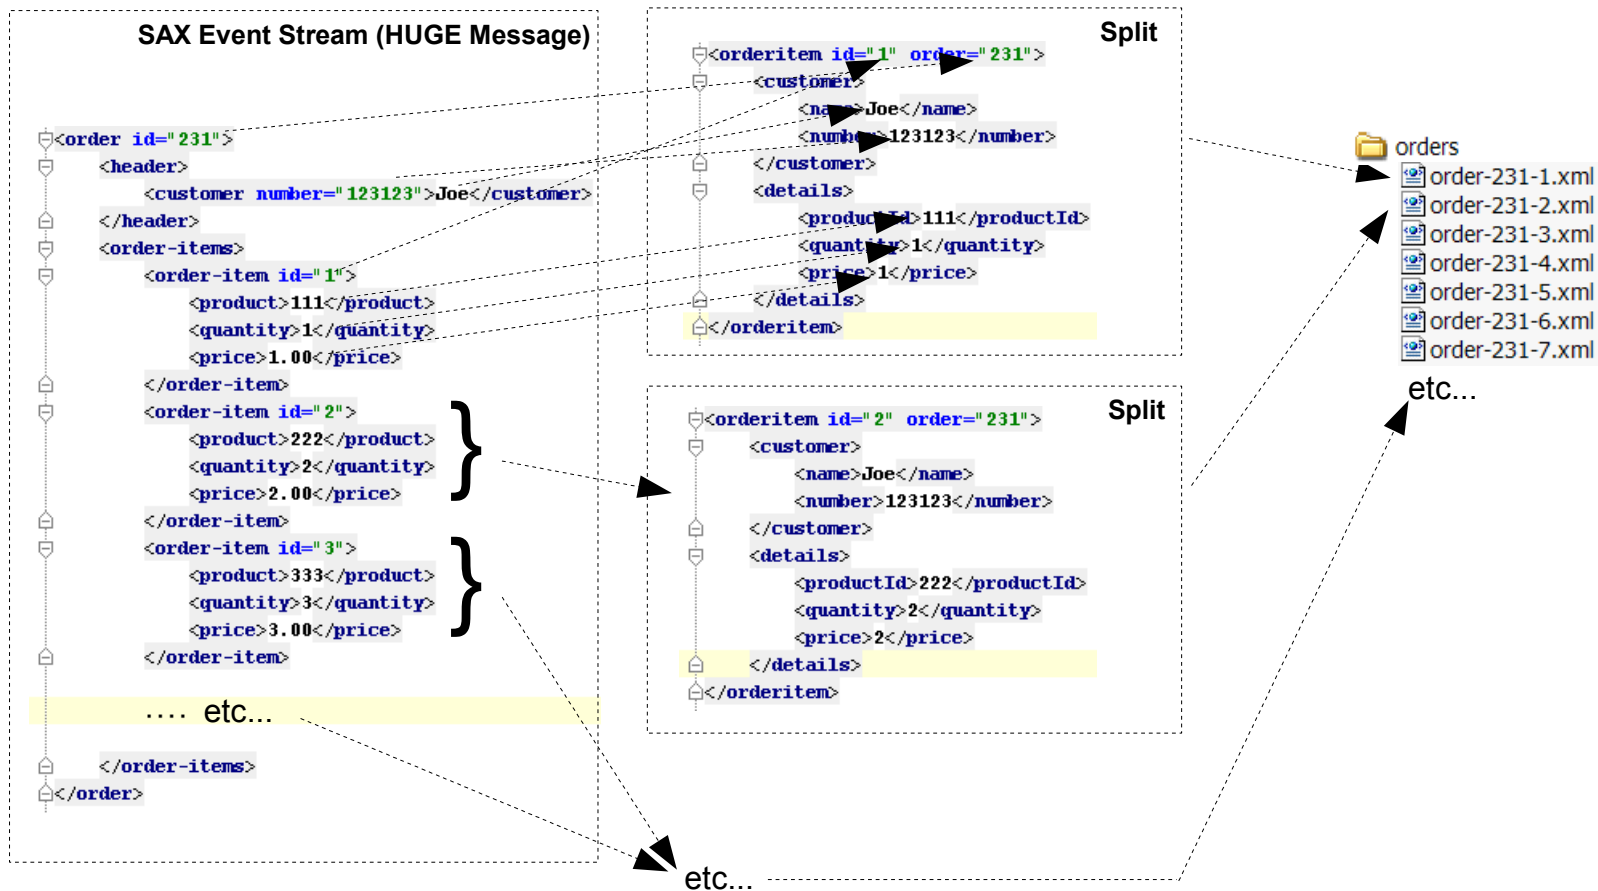 SAX Event Stream (HUGE Message)
<order id="231">
<header>
<customer number="123123">Joe</customer>
</header>
<order-items>
<order-item id="1">
<product>111</product>
<quantity>1</quantity>
<price>1.00</price>
</order-item>
<order-item id="2">
<product>222</product>
<quantity>2</quantity>
<price>2.00</price>
</order-item>
<order-item id="3">
<product>333</product>
<quantity>3</quantity>
<price>3.00</price>
</order-item>
.... etc...
</order-items>
</order>
Split
<orderitem id="1" order="231">
<customer>
<name>Joe</name>
<number>123123</number>
</customer>
<details>
<productId>111</productId>
<quantity>1</quantity>
<price>1</price>
</details>
</orderitem>
Split
<orderitem id="2" order="231">
<customer>
<name>Joe</name>
<number>123123</number>
</customer>
<details>
<productId>222</productId>
<quantity>2</quantity>
<price>2</price>
</details>
</orderitem>
etc...
orders
order-231-1.xml
order-231-2.xml
order-231-3.xml
order-231-4.xml
order-231-5.xml
order-231-6.xml
order-231-7.xml
etc...